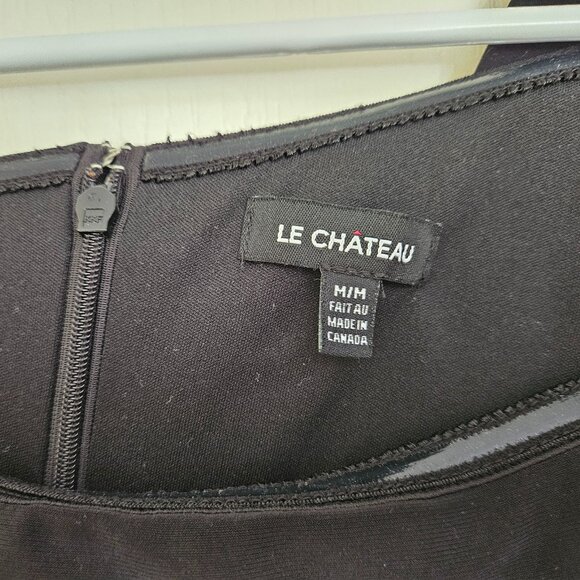 LE CHÂTEAU
M/M
FAIT AU
MADE IN
CANADA